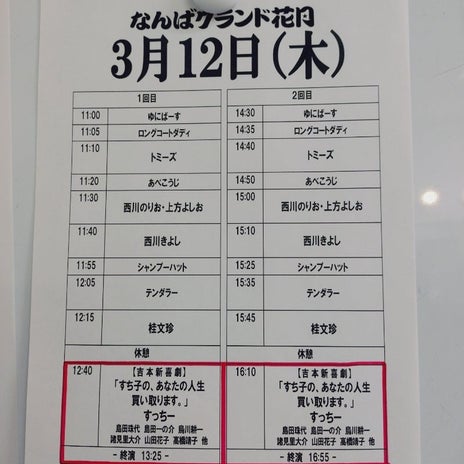 なんばグランド花月
3月12日(木)
1回目
11:00 ゆにばーす
11:05 ロングコートダディ
11:10 トミーズ
11:20 あべこうじ
11:30 西川のりお・上方よしお
11:40 西川きよし
11:55 シャンプーハット
12:05 テンダラー
12:15 桂文珍
休憩
12:40 【吉本新喜劇】
「すち子の、あなたの人生
買い取ります。」
すっちー
島田珠代 島田一の介 烏川耕一
諸見里大介 山田花子 高橋靖子 他
- 終演 13:25 -
2回目
14:30 ゆにばーす
14:35 ロングコートダディ
14:40 トミーズ
14:50 あべこうじ
15:00 西川のりお・上方よしお
15:10 西川きよし
15:25 シャンプーハット
15:35 テンダラー
15:45 桂文珍
休憩
16:10 【吉本新喜劇】
「すち子の、あなたの人生
買い取ります。」
すっちー
島田珠代 島田一の介 烏川耕一
諸見里大介 山田花子 高橋靖子 他
- 終演 16:55 -